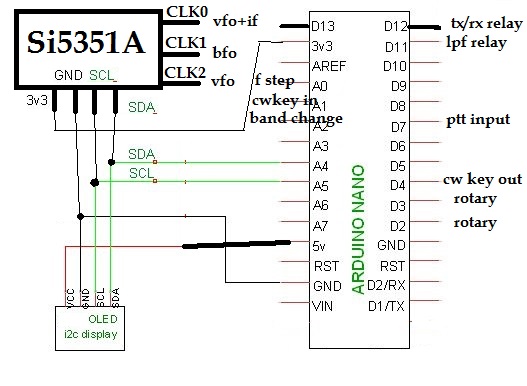 Si5351A
CLK0 vfo+if
CLK1 bfo
CLK2 vfo
GND SCL
3v3
SDA
SDA
SCL
f step
cwkey in
band change
D13
3v3
AREF
A0
A1
A2
A3
A4
A5
A6
A7
5v
RST
GND
VIN
ARDUINO NANO
D12
D11
D10
D9
D8
D7
D6
D5
D4
D3
D2
GND
RST
D2/RX
D1/TX
tx/rx relay
lpf relay
ptt input
cw key out
rotary
rotary
VCC
GND
SCL
SDA
OLED
i2c display